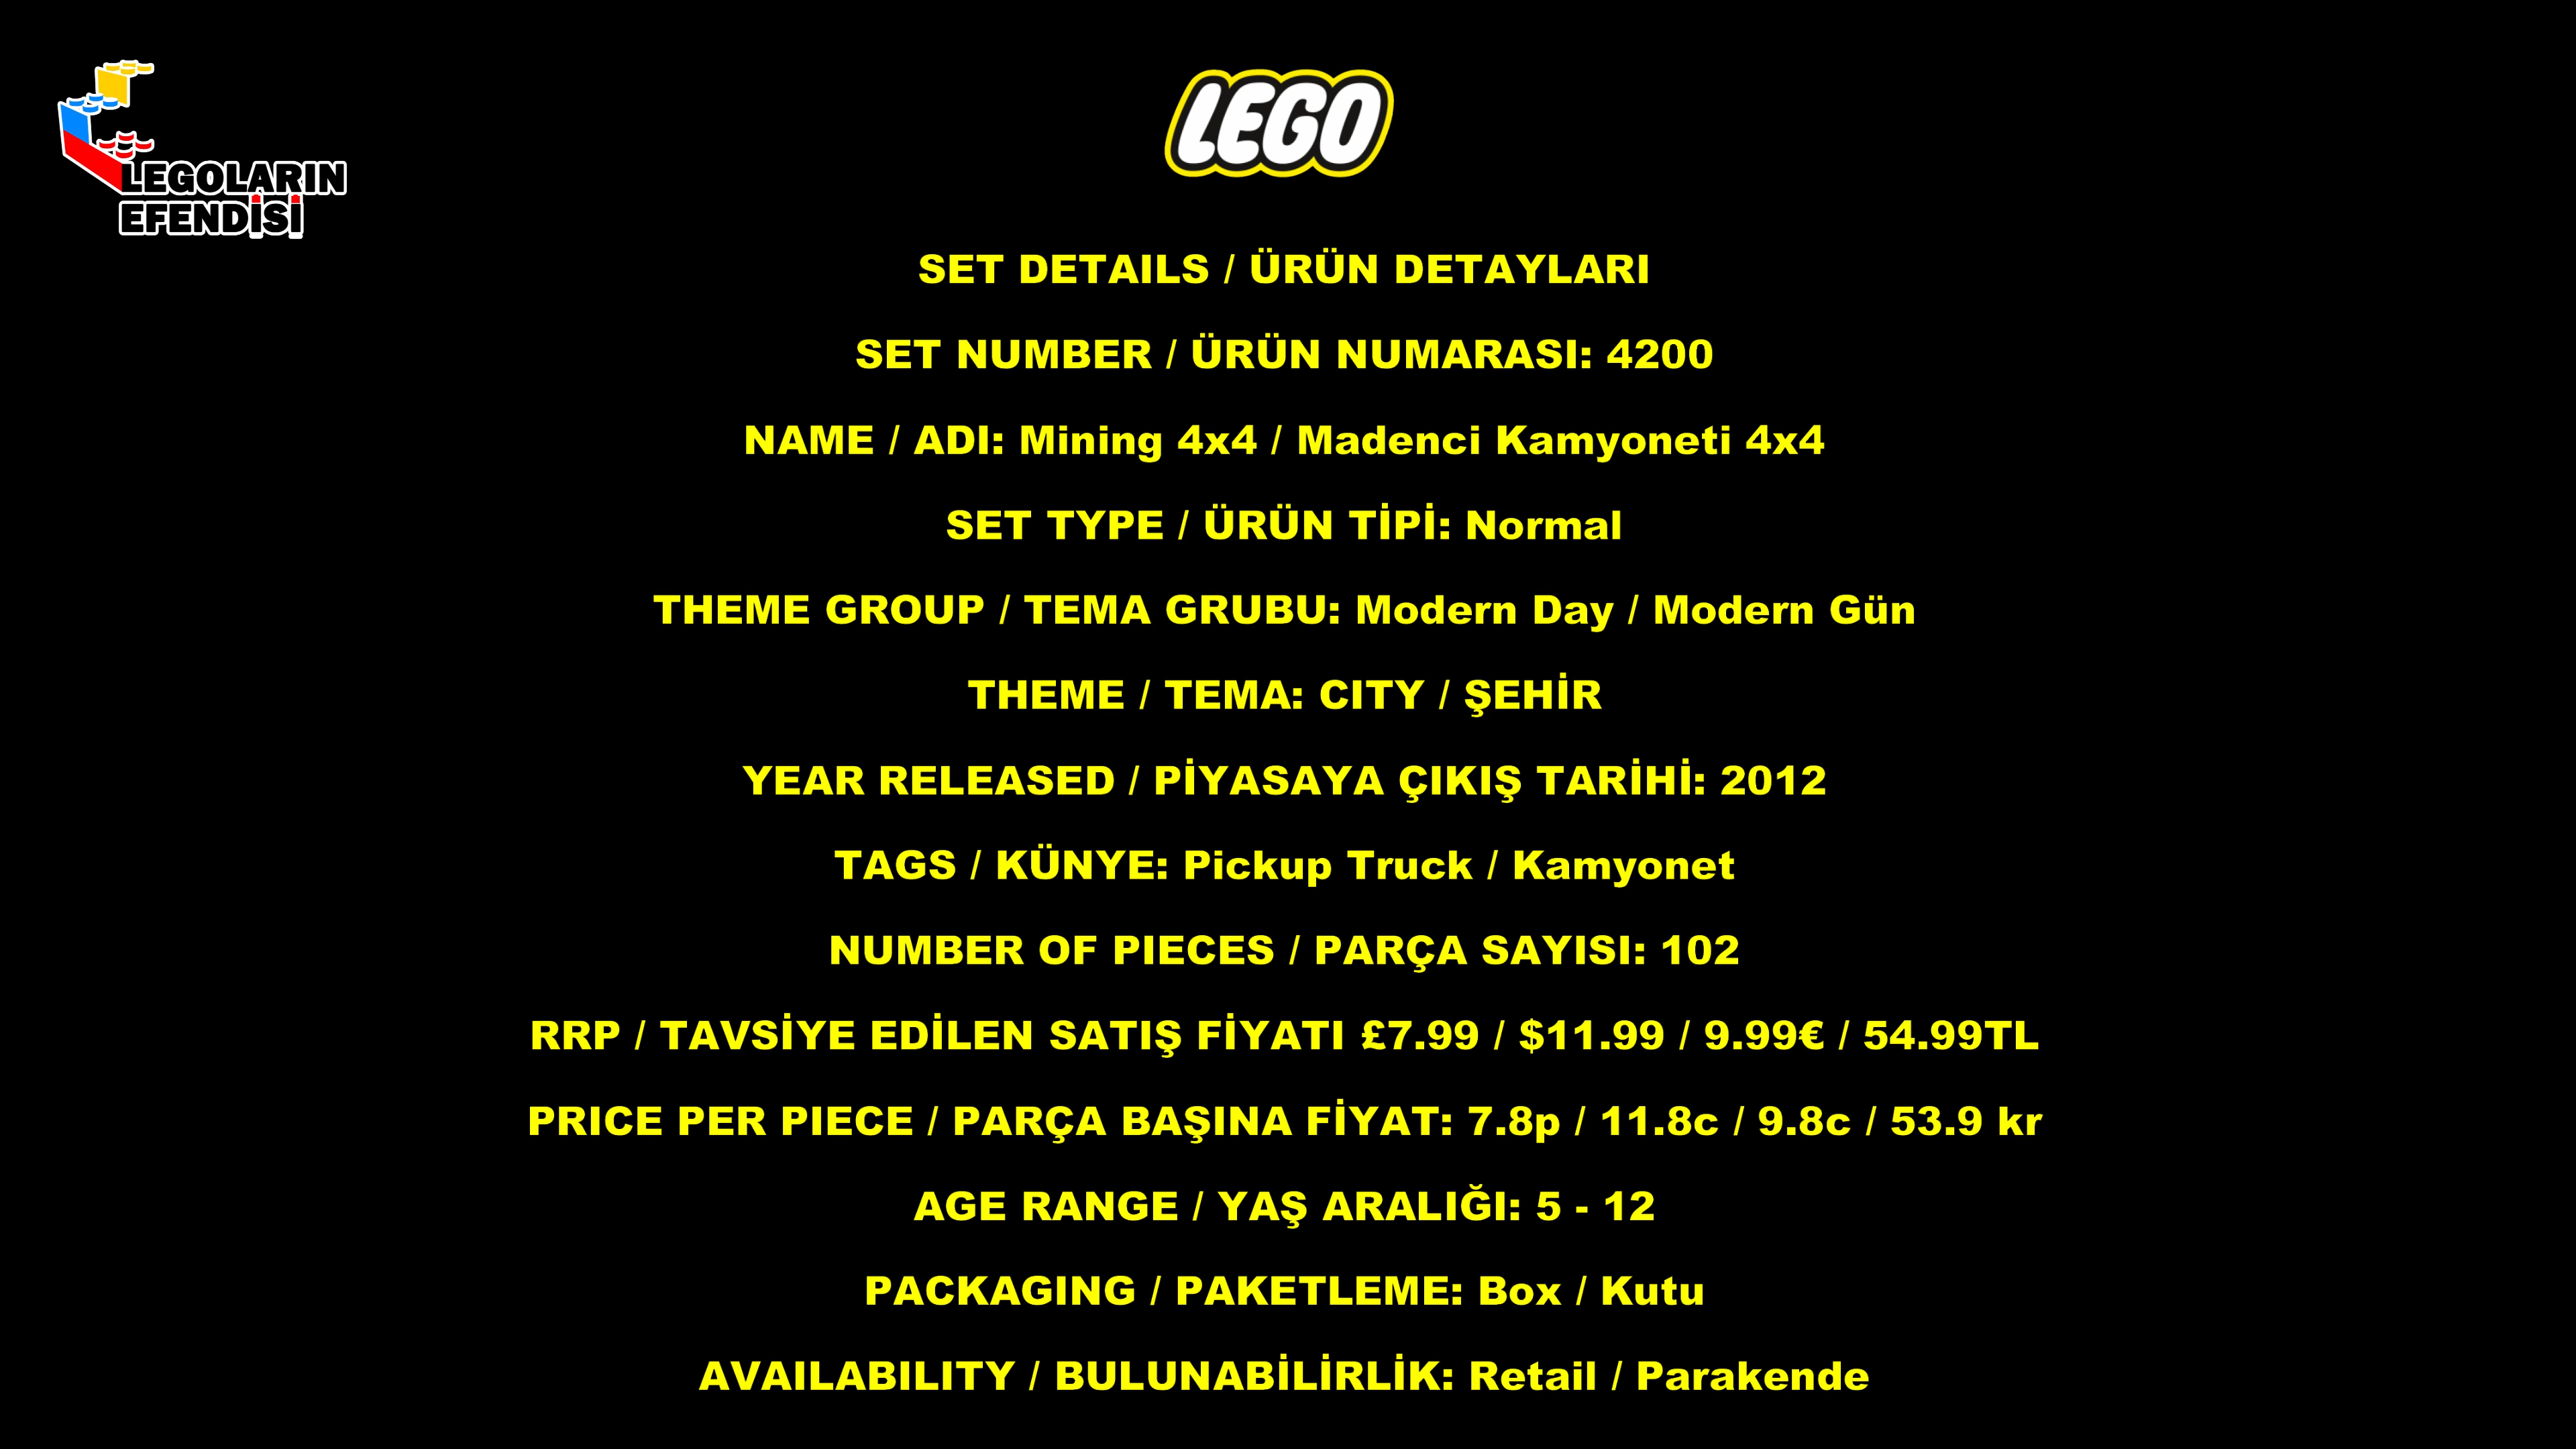 LEGOLARIN
EFENDİSİ
LEGO
SET DETAILS / ÜRÜN DETAYLARI
SET NUMBER / ÜRÜN NUMARASI: 4200
NAME / ADI: Mining 4x4 / Madenci Kamyoneti 4x4
SET TYPE / ÜRÜN TİPİ: Normal
THEME GROUP / TEMA GRUBU: Modern Day / Modern Gün
THEME / TEMA: CITY / ŞEHİR
YEAR RELEASED / PİYASAYA ÇIKIŞ TARİHİ: 2012
TAGS / KÜNYE: Pickup Truck / Kamyonet
NUMBER OF PIECES / PARÇA SAYISI: 102
RRP / TAVSİYE EDİLEN SATIŞ FİYATI £7.99 / $11.99 / 9.99€ / 54.99TL
PRICE PER PIECE / PARÇA BAŞINA FİYAT: 7.8p / 11.8c / 9.8c / 53.9 kr
AGE RANGE / YAŞ ARALIĞI: 5 - 12
PACKAGING / PAKETLEME: Box / Kutu
AVAILABILITY / BULUNABİLİRLİK: Retail / Parakende